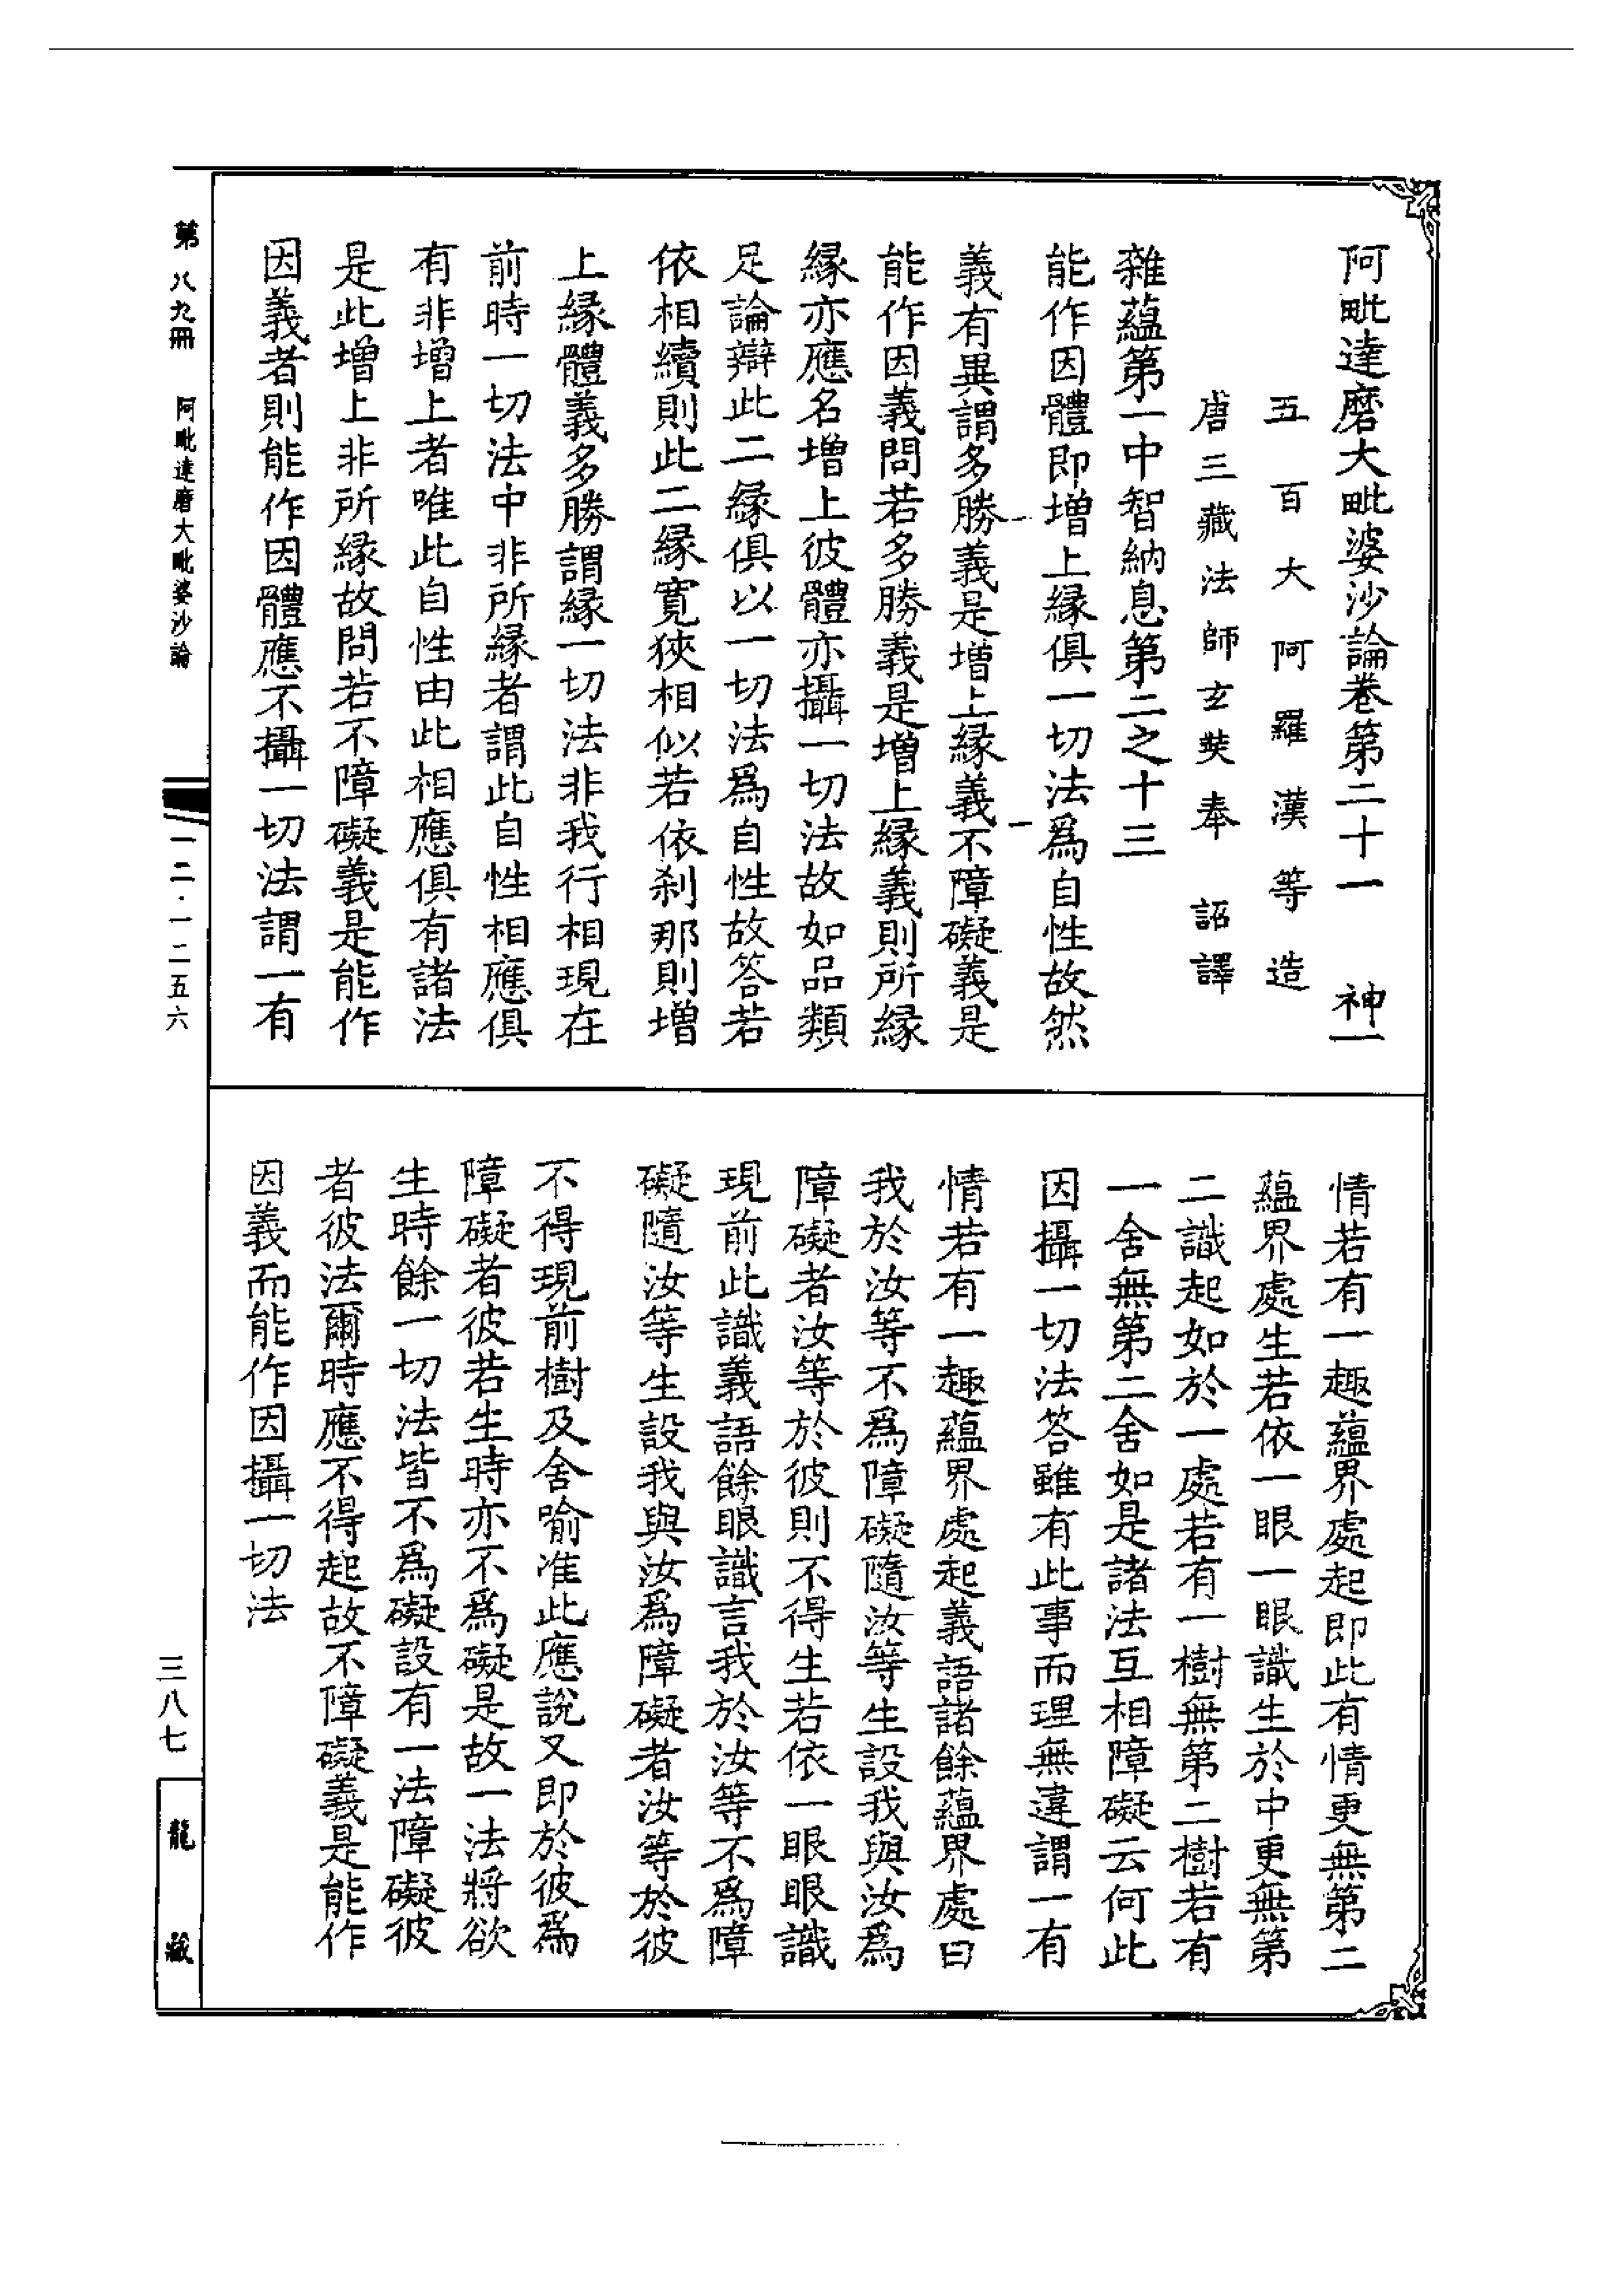 阿毗達磨大毗婆沙論卷第二十一　神一
五百大阿羅漢等造
唐三藏法師玄奘奉　詔譯
雜蘊第一中智納息第二之十三
能作因體即增上緣俱一切法爲自性故然
義有異謂多勝義是增上緣義不障礙義是
能作因義問若多勝義是增上緣義則所緣
緣亦應名增上彼體亦攝一切法故如品類
足論辯此二緣俱以一切法爲自性故答若
依相續則此二緣寬狹相似若依刹那則增
上緣體義多勝謂緣一切法非我行相現在
前時一切法中非所緣者謂此自性相應俱
有非增上者唯此自性由此相應俱有諸法
是此增上非所緣故問若不障礙義是能作
因義者則能作因體應不攝一切法謂一有
情若有一趣蘊界處起即此有情更無第二
蘊界處生若依一眼一眼識生於中更無第
二識起如於一處若有一樹無第二樹若有
一舍無第二舍如是諸法互相障礙云何此
因攝一切法答雖有此事而理無違謂一有
情若有一趣蘊界處起義語諸餘蘊界處曰
我於汝等不爲障礙隨汝等生設我與汝爲
障礙者汝等於彼則不得生若依一眼眼識
現前此識義語餘眼識言我於汝等不爲障
礙隨汝等生設我與汝爲障礙者汝等於彼
不得現前樹及舍喻准此應說又即於彼爲
障礙者彼若生時亦不爲礙是故一法將欲
生時餘一切法皆不爲礙設有一法障礙彼
者彼法爾時應不得起故不障礙義是能作
因義而能作因攝一切法
第八九冊　阿毗達磨大毗婆沙論
一二·一二五六
三八七
龍藏